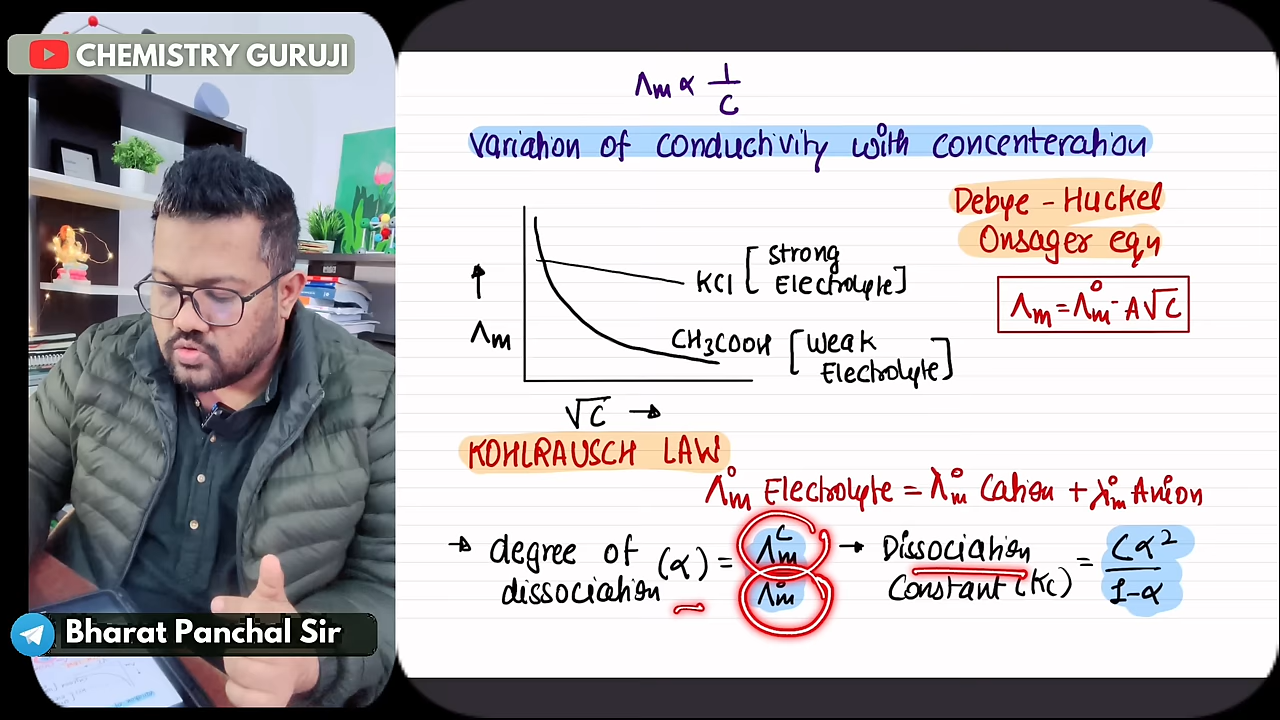 CHEMISTRY GURUJI
Λm ∝ 1/C
Variation of conductivity with concenteration
Debye - Huckel
Onsager eqn
Λm = Λ°m - A√C
KCl [Strong Electrolyte]
CH3COOH [Weak Electrolyte]
Λm
√C →
KOHLRAUSCH LAW
Λ°m Electrolyte = λ°m Cation + λ°m Anion
→ degree of dissociation (α) = Λm^C / Λ°m
→ Dissociation Constant (Kc) = Cα² / 1-α
Bharat Panchal Sir